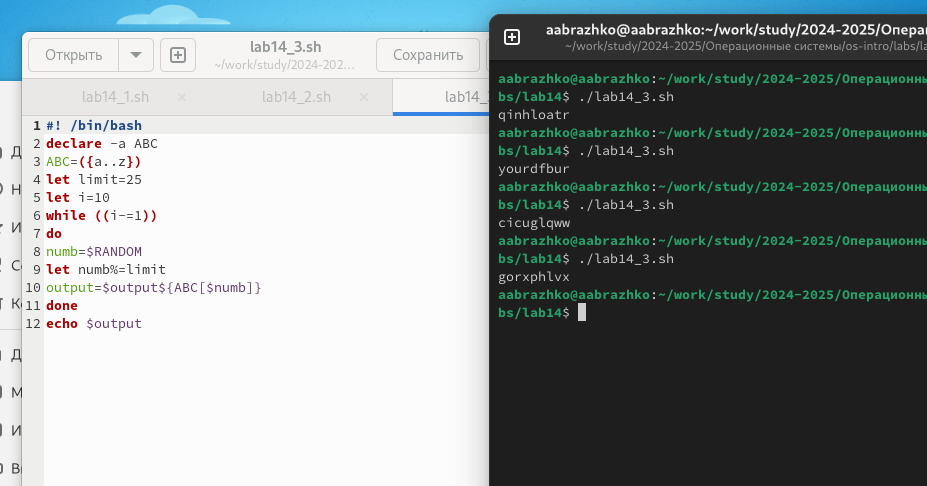 Открыть
lab14_3.sh
~/work/study/2024-202...
Сохранить
lab14_1.sh ×
lab14_2.sh ×
lab14_
1 #! /bin/bash
2 declare -a ABC
3 ABC=({a..z})
4 let limit=25
5 let i=10
6 while ((i-=1))
7 do
8 numb=$RANDOM
9 let numb%=limit
10 output=$output${ABC[$numb]}
11 done
12 echo $output
aabrazhko@aabrazhko:~/work/study/2024-2025/Опера
~/work/study/2024-2025/Операционные системы/os-intro/labs/la
aabrazhko@aabrazhko:~/work/study/2024-2025/Операционны
bs/lab14$ ./lab14_3.sh
qinhloatr
aabrazhko@aabrazhko:~/work/study/2024-2025/Операционны
bs/lab14$ ./lab14_3.sh
yourdfbur
aabrazhko@aabrazhko:~/work/study/2024-2025/Операционны
bs/lab14$ ./lab14_3.sh
cicuglqww
aabrazhko@aabrazhko:~/work/study/2024-2025/Операционны
bs/lab14$ ./lab14_3.sh
gorxphlvx
aabrazhko@aabrazhko:~/work/study/2024-2025/Операционны
bs/lab14$